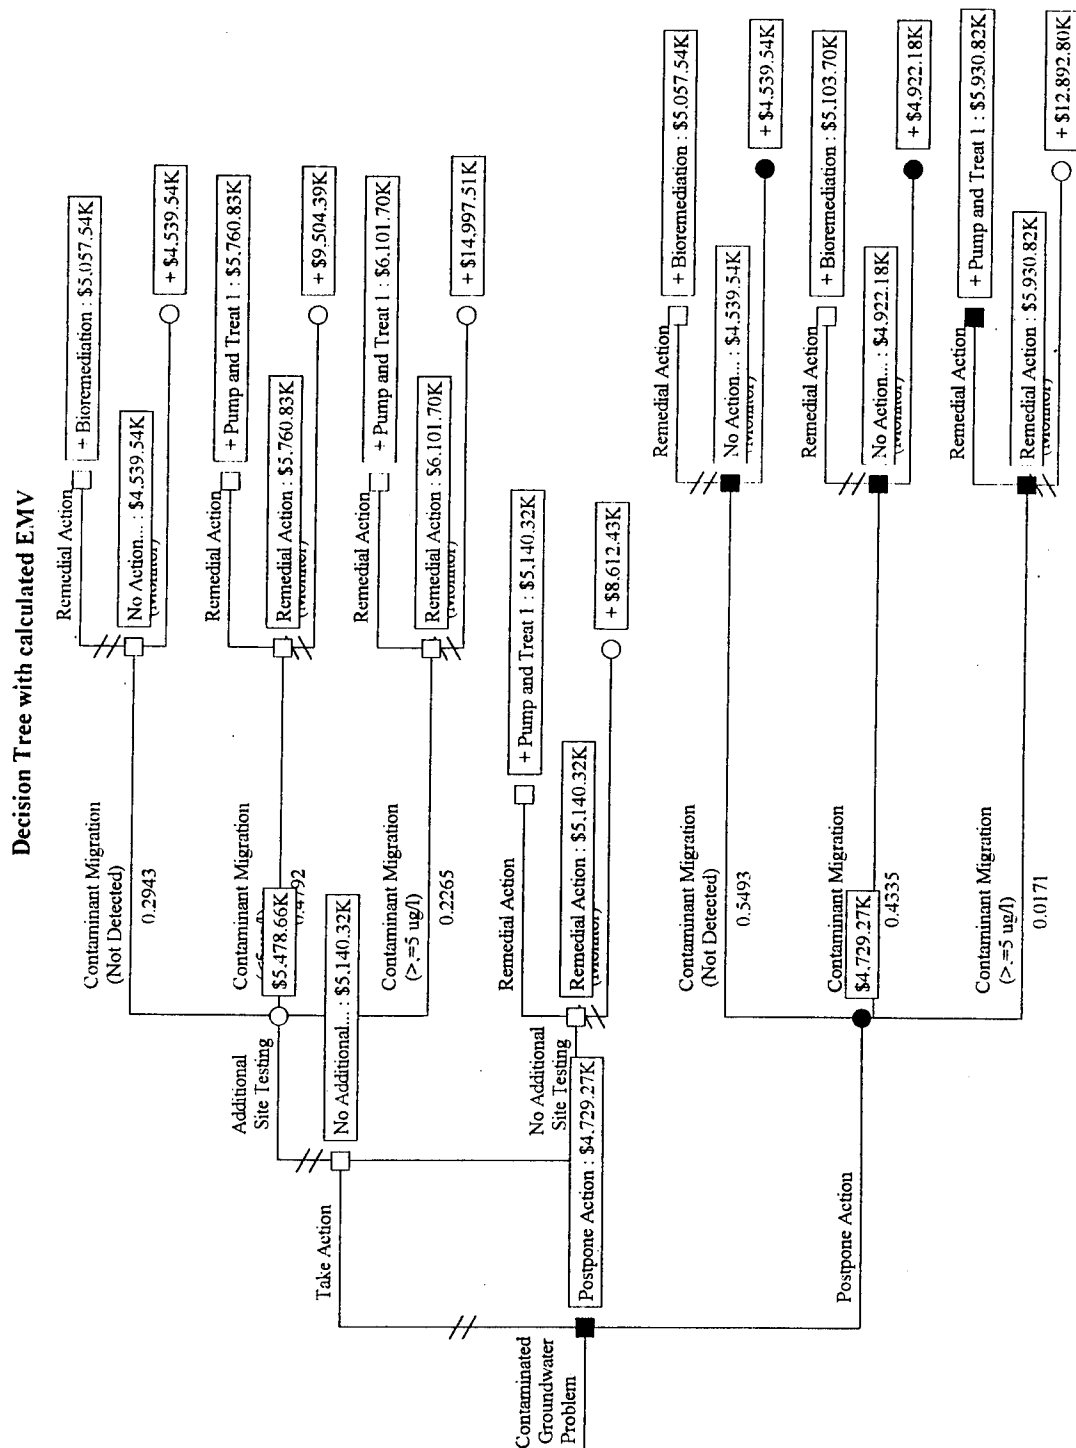 Decision Tree with calculated EMV
Contaminated
Groundwater
Problem
Postpone Action : $4.729.27K
Take Action
No Additional... : $5.140.32K
Additional
Site Testing
$5.478.66K
Contaminant Migration
(Not Detected)
0.2943
Remedial Action
+ Bioremediation : $5.057.54K
No Action... : $4.539.54K
(Monitor)
+ $4.539.54K
Contaminant Migration
0.4792
Remedial Action
+ Pump and Treat 1 : $5.760.83K
Remedial Action : $5.760.83K
(Monitor)
+ $9.504.39K
Contaminant Migration
(>.=5 ug/l)
0.2265
Remedial Action
+ Pump and Treat 1 : $6.101.70K
Remedial Action : $6.101.70K
(Monitor)
+ $14.997.51K
No Additional
Site Testing
Remedial Action
+ Pump and Treat 1 : $5.140.32K
Remedial Action : $5.140.32K
(Monitor)
+ $8.612.43K
Postpone Action
$4.729.27K
Contaminant Migration
(Not Detected)
0.5493
Remedial Action
+ Bioremediation : $5.057.54K
No Action... : $4.539.54K
(Monitor)
+ $4.539.54K
Contaminant Migration
0.4335
Remedial Action
+ Bioremediation : $5.103.70K
No Action... : $4.922.18K
(Monitor)
+ $4.922.18K
Contaminant Migration
(>.=5 ug/l)
0.0171
Remedial Action
+ Pump and Treat 1 : $5.930.82K
Remedial Action : $5.930.82K
(Monitor)
+ $12.892.80K